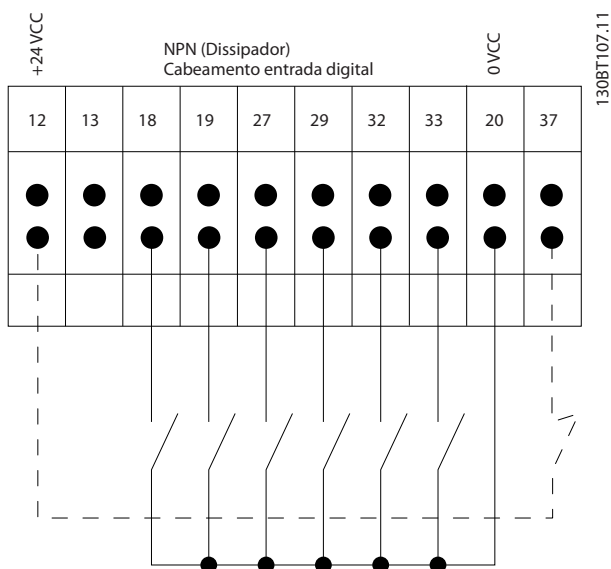 +24 VCC
NPN (Dissipador)
Cabeamento entrada digital
0 VCC
130BT107.11
12 13 18 19 27 29 32 33 20 37